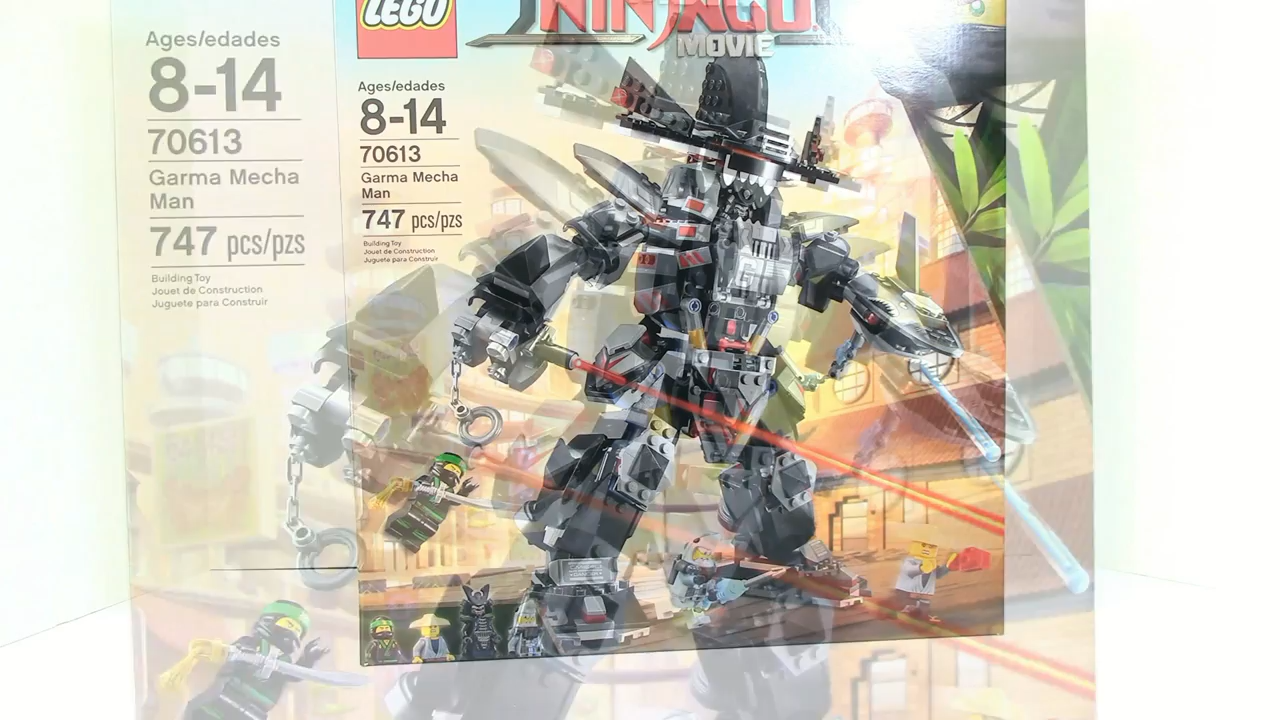 LEGO
NINJAGO
MOVIE
Ages/edades
8-14
70613
Garma Mecha
Man
747 pcs/pzs
Building Toy
Jouet de Construction
Juguete para Construir
Ages/edades
8-14
70613
Garma Mecha
Man
747 pcs/pzs
Building Toy
Jouet de Construction
Juguete para Construir